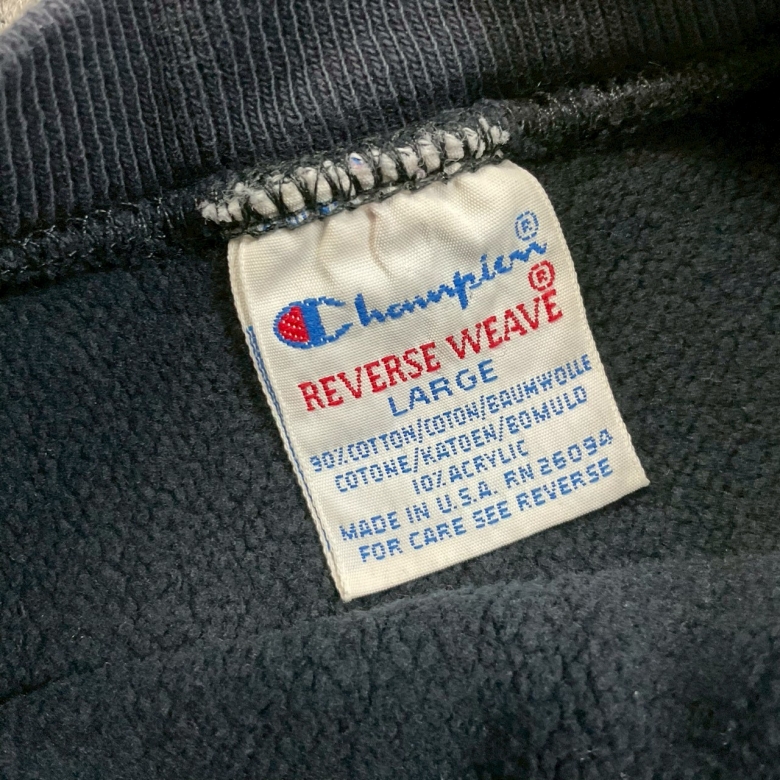 Champion®
REVERSE WEAVE®
LARGE
90% COTTON/COTON/BAUMWOLLE
COTONE/KATOEN/BOMULD
10% ACRYLIC
MADE IN U.S.A. RN 26094
FOR CARE SEE REVERSE